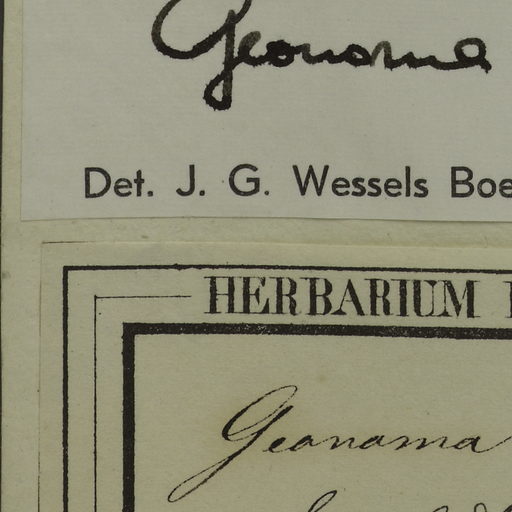 Geonoma
Det. J. G. Wessels Boe
HERBARIUM
Geonoma